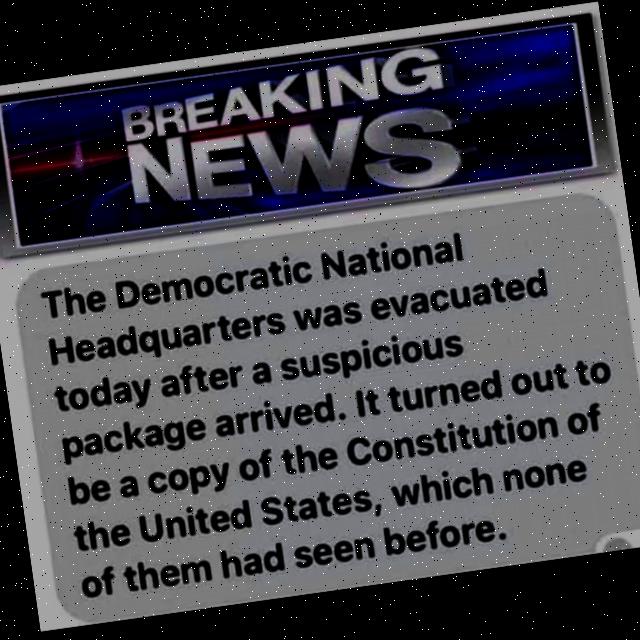 BREAKING
NEWS
The Democratic National
Headquarters was evacuated
today after a suspicious
package arrived. It turned out to
be a copy of the Constitution of
the United States, which none
of them had seen before.